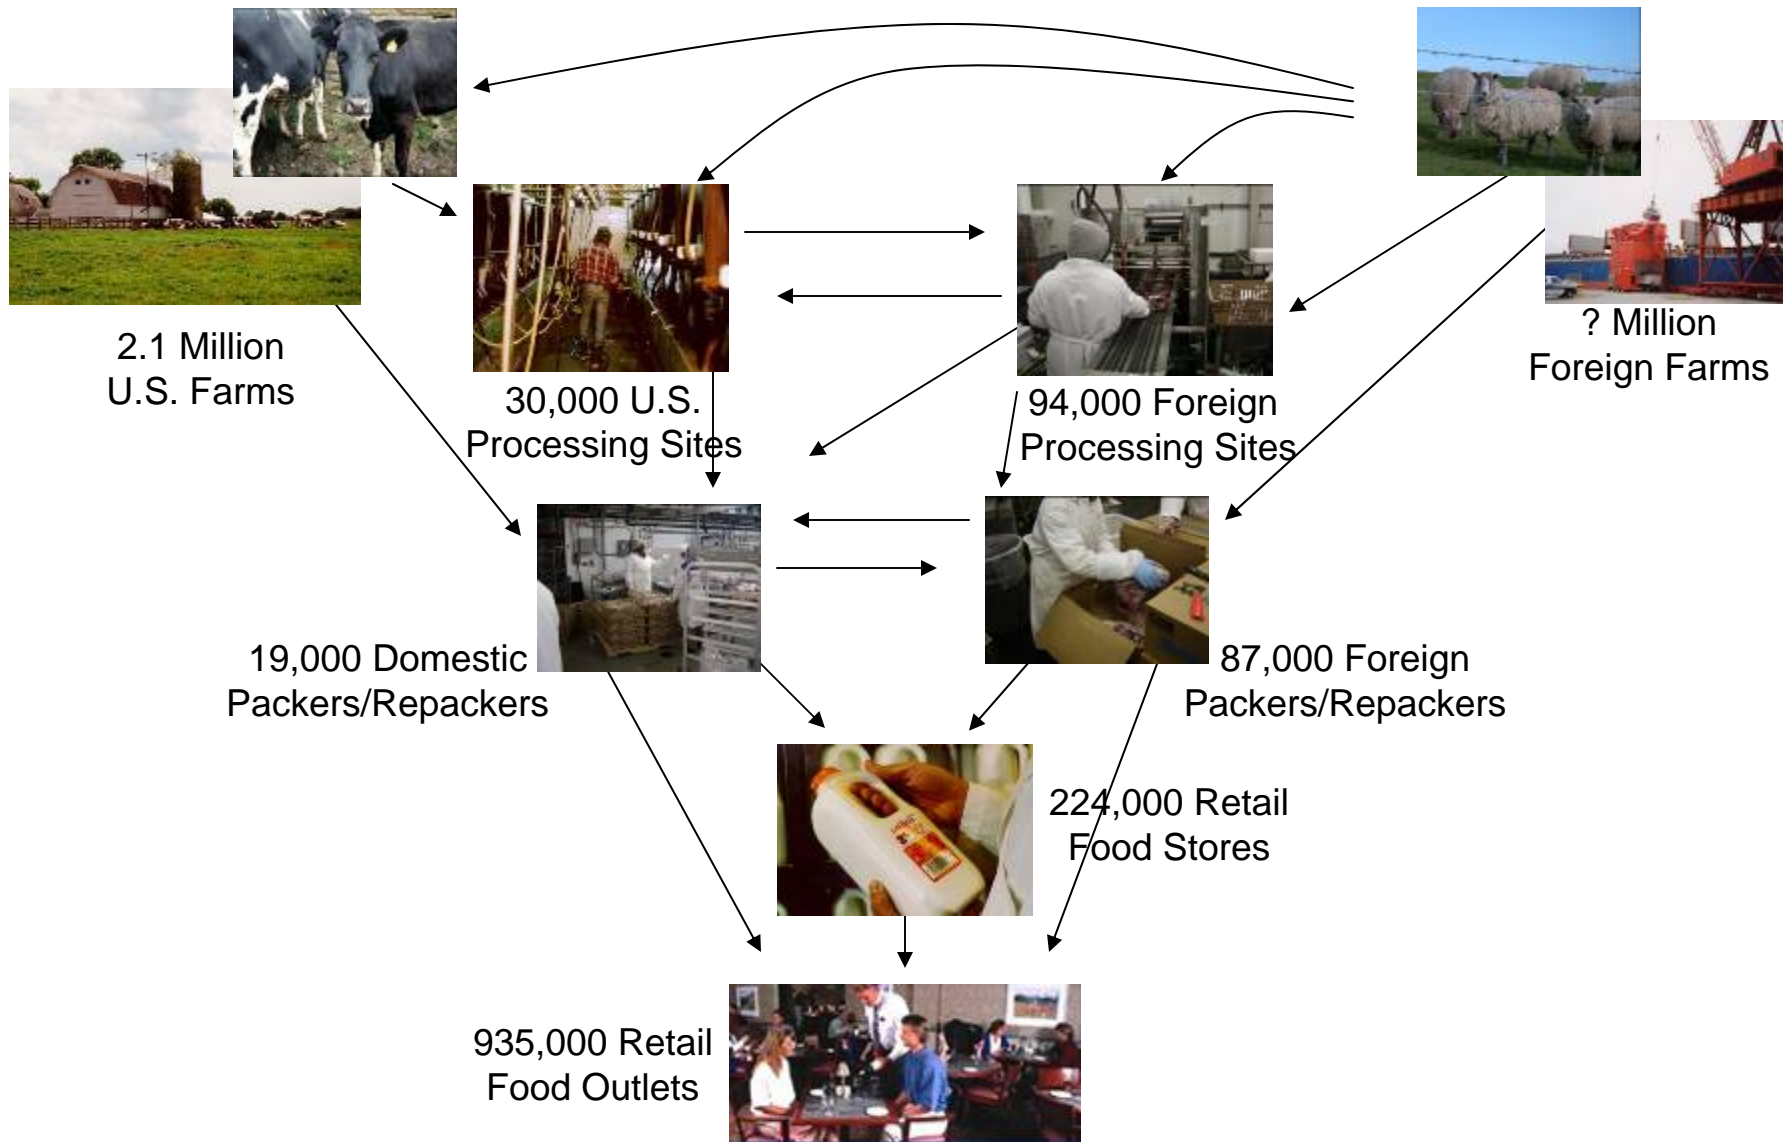 2.1 Million
U.S. Farms
? Million
Foreign Farms
30,000 U.S.
Processing Sites
94,000 Foreign
Processing Sites
19,000 Domestic
Packers/Repackers
87,000 Foreign
Packers/Repackers
224,000 Retail
Food Stores
935,000 Retail
Food Outlets